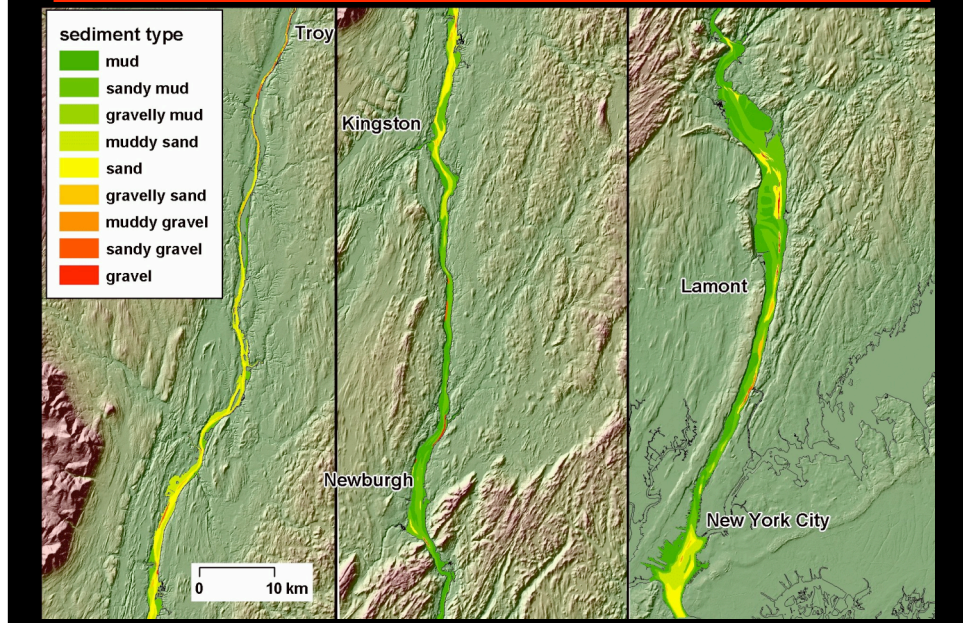 sediment type
mud
sandy mud
gravelly mud
muddy sand
sand
gravelly sand
muddy gravel
sandy gravel
gravel
Troy
Kingston
Newburgh
0 10 km
Lamont
New York City